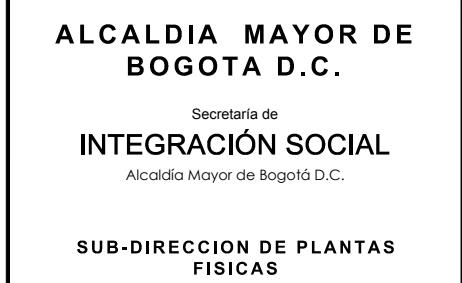 ALCALDIA MAYOR DE
BOGOTA D.C.
Secretaría de
INTEGRACIÓN SOCIAL
Alcaldía Mayor de Bogotá D.C.
SUB-DIRECCION DE PLANTAS
FISICAS